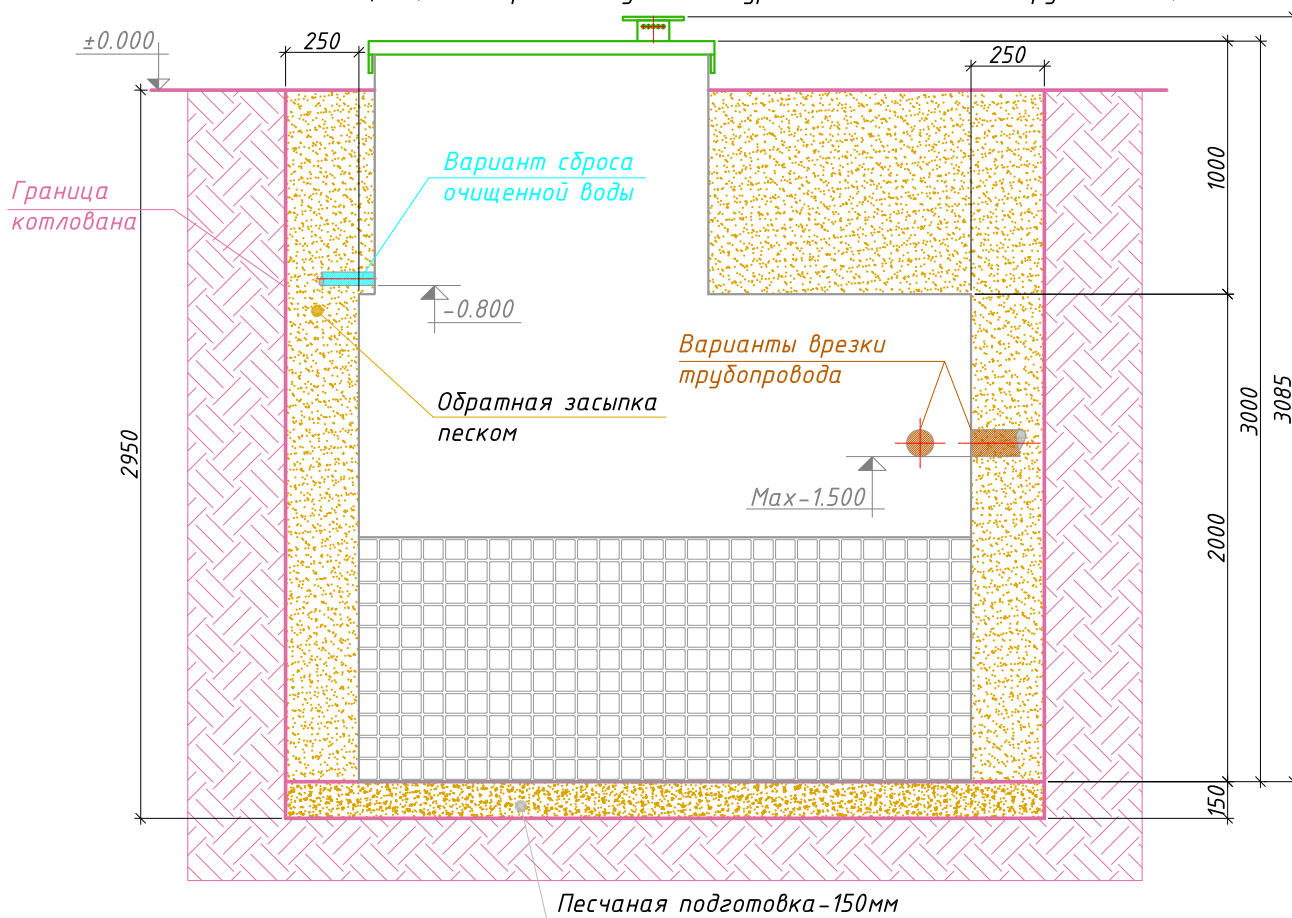 ±0.000
250
250
Вариант сброса
очищенной воды
Граница
котлована
1000
-0.800
Варианты врезки
трубопровода
Обратная засыпка
песком
3000
3085
2950
Max-1.500
2000
150
Песчаная подготовка-150мм